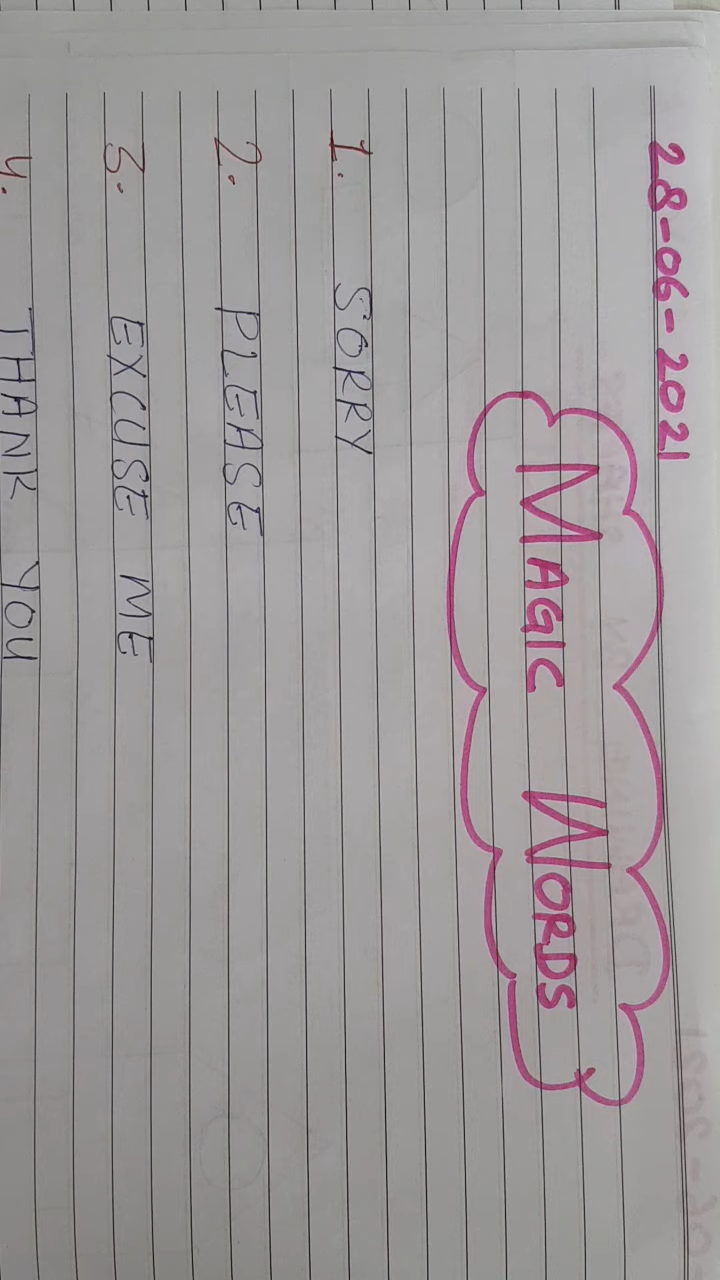 28-06-2021
MAGIC WORDS
1. SORRY
2. PLEASE
3. EXCUSE ME
4. THANK YOU